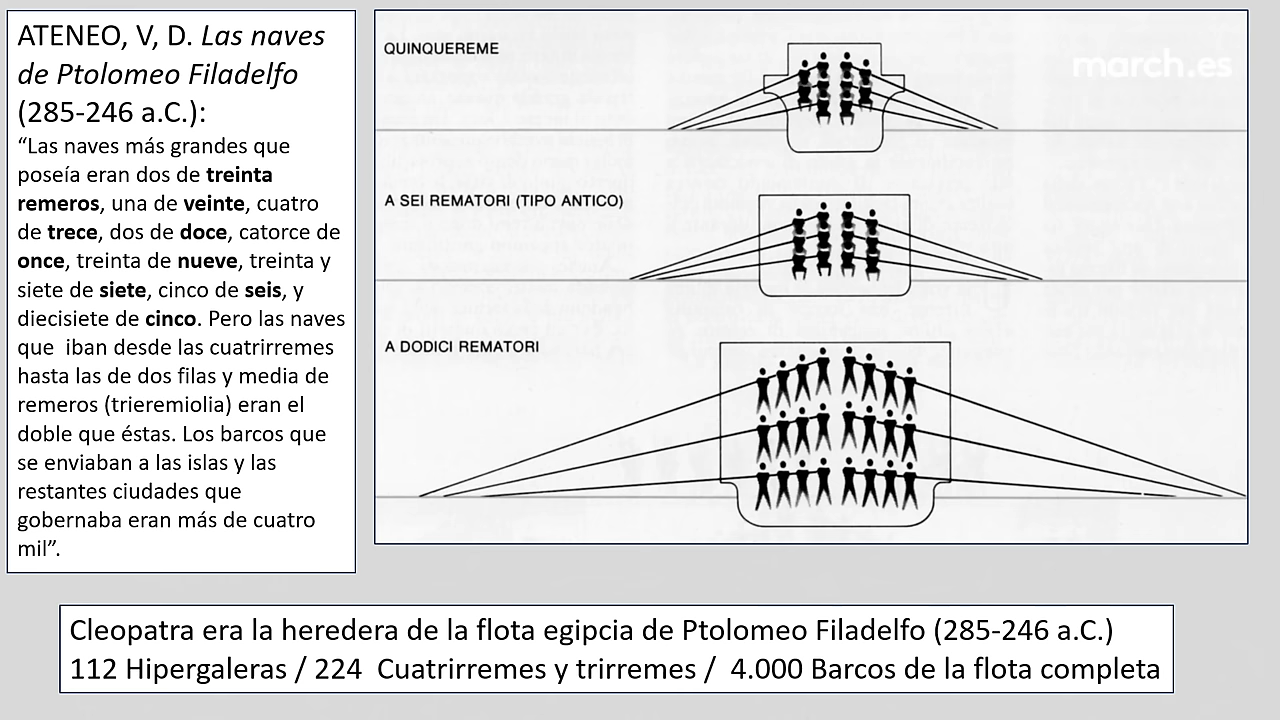 ATENEO, V, D. Las naves
de Ptolomeo Filadelfo
(285-246 a.C.):
“Las naves más grandes que
poseía eran dos de treinta
remeros, una de veinte, cuatro
de trece, dos de doce, catorce de
once, treinta de nueve, treinta y
siete de siete, cinco de seis, y
diecisiete de cinco. Pero las naves
que iban desde las cuatrirremes
hasta las de dos filas y media de
remeros (trieremiolia) eran el
doble que éstas. Los barcos que
se enviaban a las islas y las
restantes ciudades que
gobernaba eran más de cuatro
mil”.
QUINQUEREME
march.es
A SEI REMATORI (TIPO ANTICO)
A DODICI REMATORI
Cleopatra era la heredera de la flota egipcia de Ptolomeo Filadelfo (285-246 a.C.)
112 Hipergaleras / 224 Cuatrirremes y trirremes / 4.000 Barcos de la flota completa